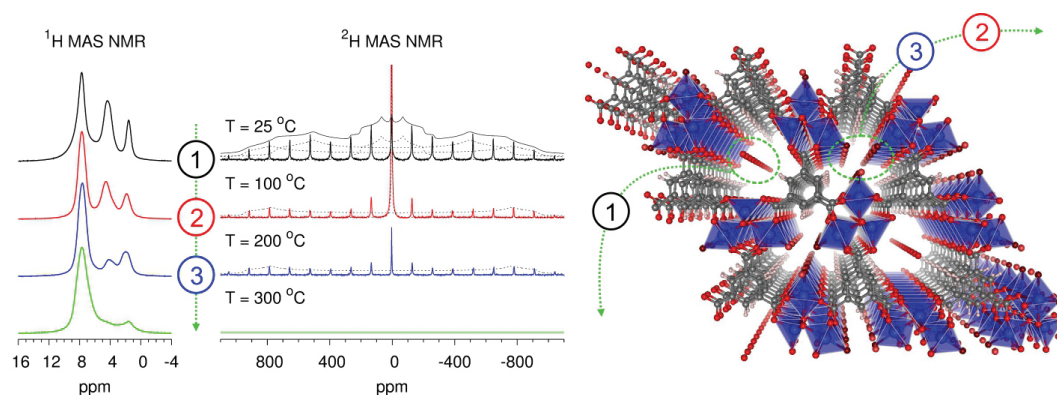 ¹H MAS NMR
²H MAS NMR
T = 25 °C
1
T = 100 °C
2
T = 200 °C
3
T = 300 °C
16 12 8 4 0 -4
ppm
800 400 0 -400 -800
ppm
2
3
1